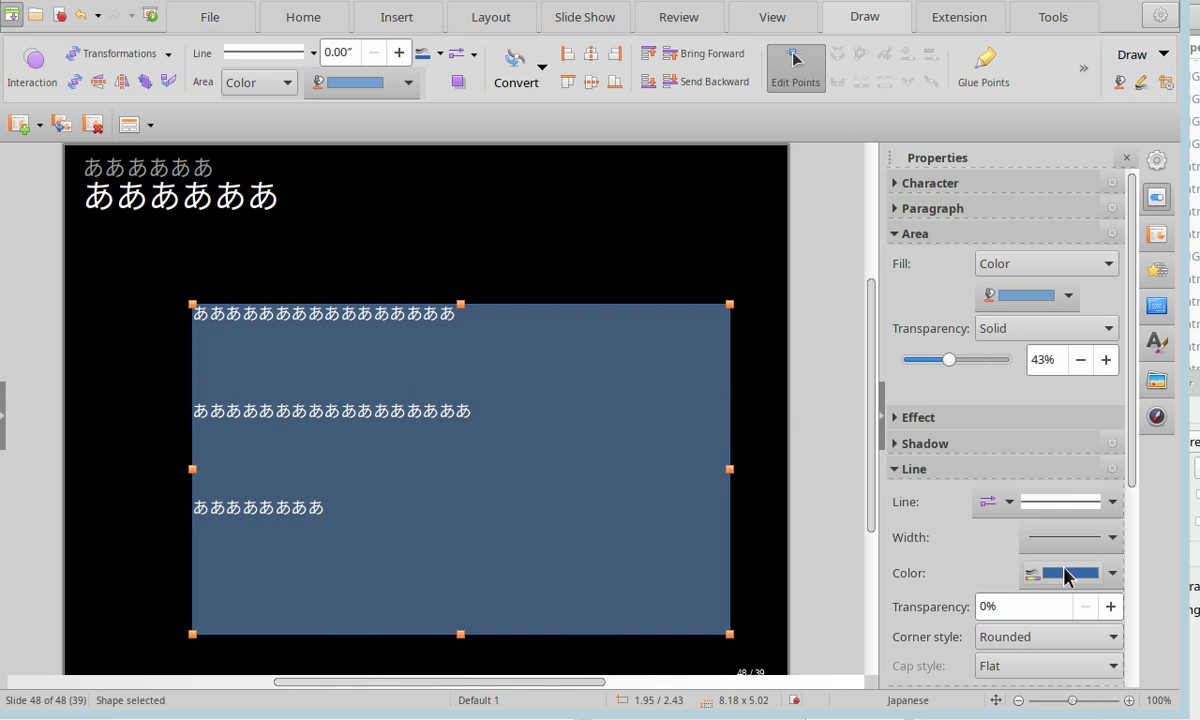 File Home Insert Layout Slide Show Review View Draw Extension Tools
Interaction
Transformations
Line 0.00″
Area Color
Convert
Bring Forward
Send Backward
Edit Points
Glue Points
»
Draw
ああああああ
ああああああ
ああああああああああああああああ
あああああああああああああああああ
ああああああああ
48 / 39
Properties
Character
Paragraph
Area
Fill: Color
Transparency: Solid
43%
Effect
Shadow
Line
Line:
Width:
Color:
Transparency: 0%
Corner style: Rounded
Cap style: Flat
Slide 48 of 48 (39) Shape selected Default 1 1.95 / 2.43 8.18 x 5.02 Japanese 100%